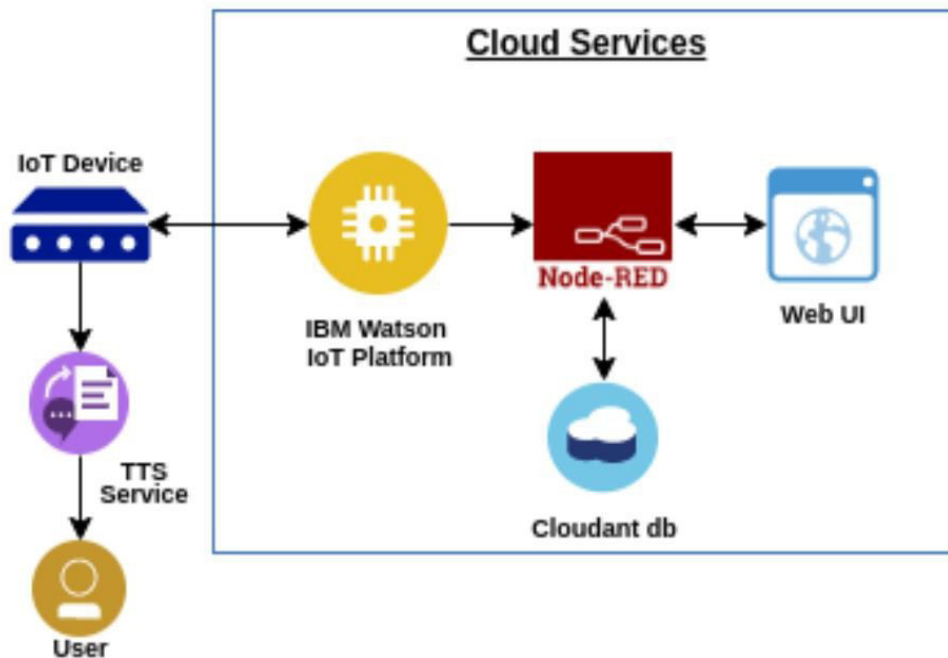 Cloud Services
IoT Device
Node-RED
IBM Watson
IoT Platform
Web UI
TTS
Service
Cloudant db
User